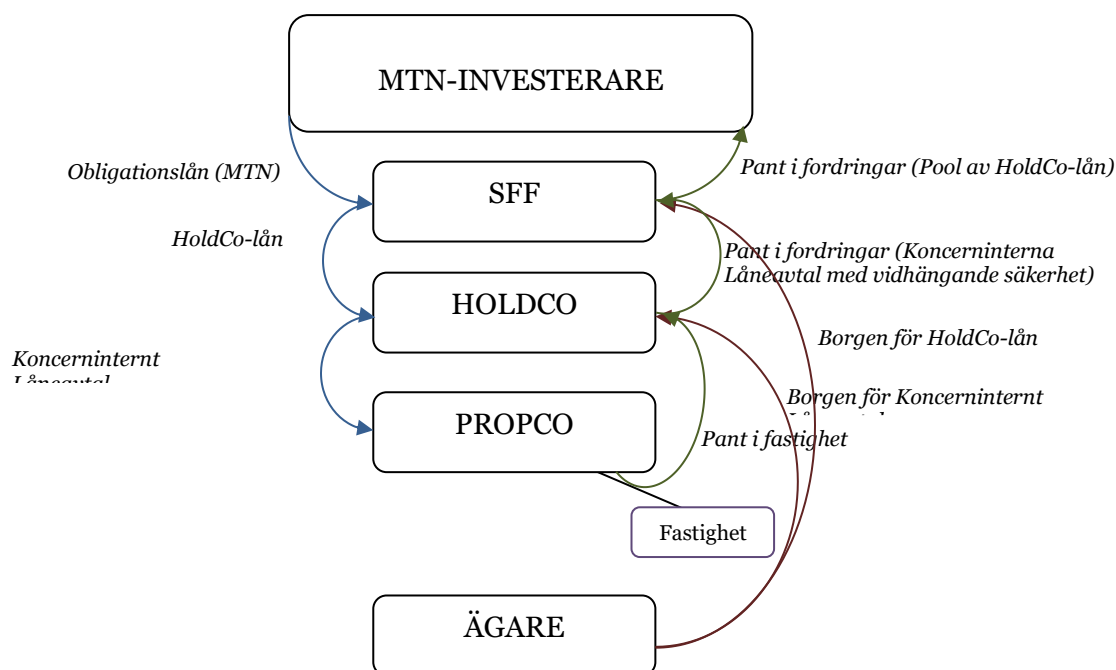 MTN-INVESTERARE
Obligationslån (MTN)
Pant i fordringar (Pool av HoldCo-lån)
SFF
HoldCo-lån
Pant i fordringar (Koncerninterna
Låneavtal med vidhängande säkerhet)
HOLDCO
Borgen för HoldCo-lån
Koncerninternt
Låneavtal
Borgen för Koncerninternt
PROPCO
Pant i fastighet
Fastighet
ÄGARE